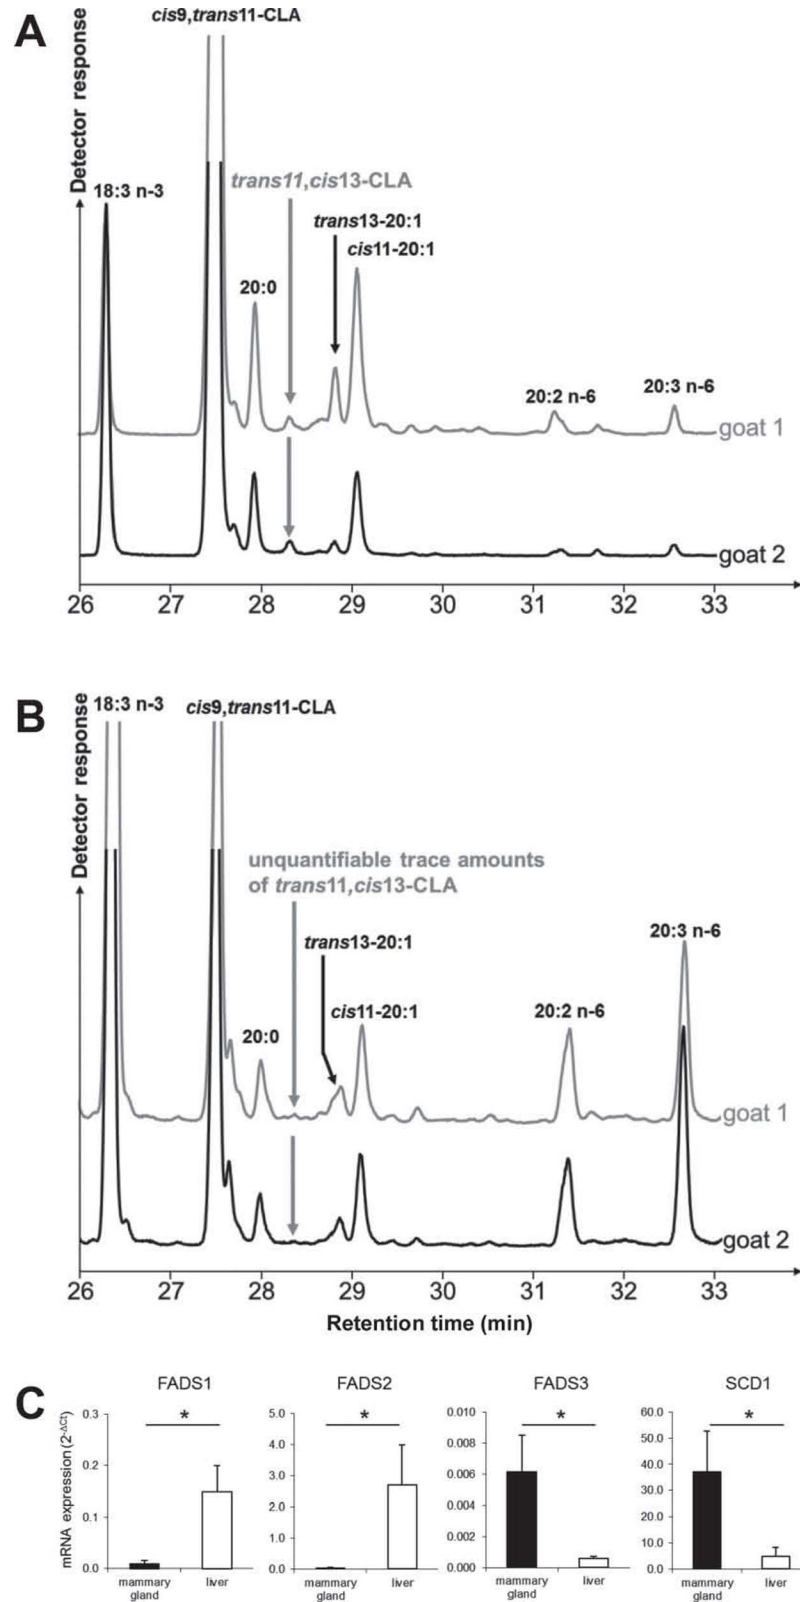 A
Detector response
cis9,trans11-CLA
18:3 n-3
trans11,cis13-CLA
trans13-20:1
cis11-20:1
20:0
20:2 n-6
20:3 n-6
goat 1
goat 2
26 27 28 29 30 31 32 33
B
Detector response
18:3 n-3
cis9,trans11-CLA
unquantifiable trace amounts
of trans11,cis13-CLA
trans13-20:1
20:3 n-6
cis11-20:1
20:2 n-6
20:0
goat 1
goat 2
26 27 28 29 30 31 32 33
Retention time (min)
C
mRNA expression (2-ΔCt)
FADS1
*
0.3
0.2
0.1
0.0
mammary
gland
liver
FADS2
*
5.0
4.0
3.0
2.0
1.0
0.0
mammary
gland
liver
FADS3
*
0.010
0.008
0.006
0.004
0.002
0.000
mammary
gland
liver
SCD1
*
60.0
50.0
40.0
30.0
20.0
10.0
0.0
mammary
gland
liver